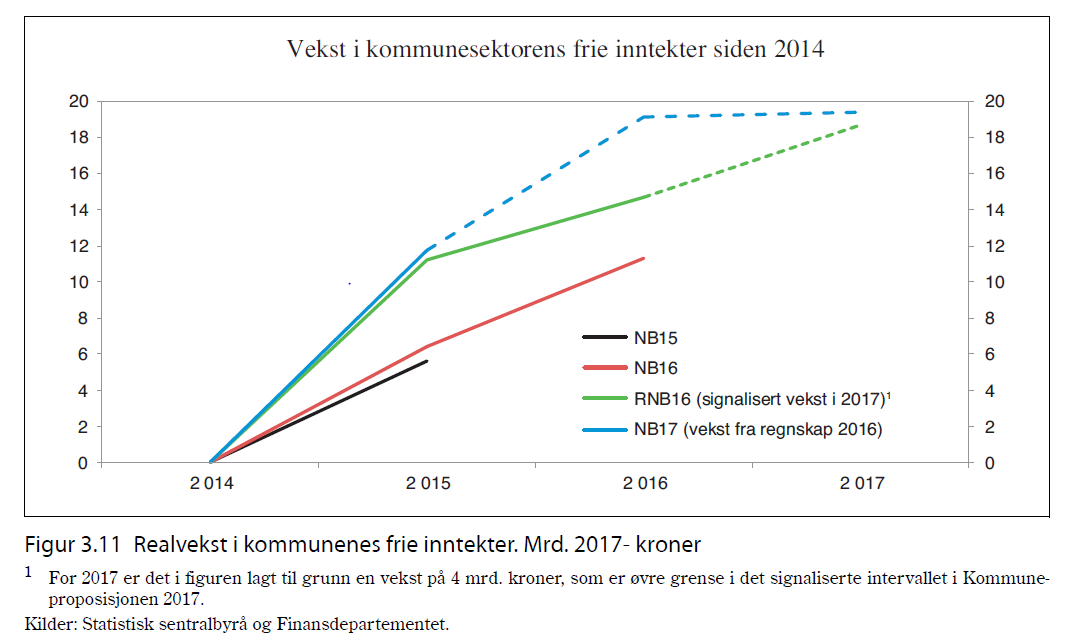 Vekst i kommunesektorens frie inntekter siden 2014
20 20
18 18
16 16
14 14
12 12
10 10
8 8
6 6
4 4
2 2
0 0
NB15
NB16
RNB16 (signalisert vekst i 2017)¹
NB17 (vekst fra regnskap 2016)
2 014 2 015 2 016 2 017
Figur 3.11 Realvekst i kommunenes frie inntekter. Mrd. 2017- kroner
1 For 2017 er det i figuren lagt til grunn en vekst på 4 mrd. kroner, som er øvre grense i det signaliserte intervallet i Kommune-
proposisjonen 2017.
Kilder: Statistisk sentralbyrå og Finansdepartementet.